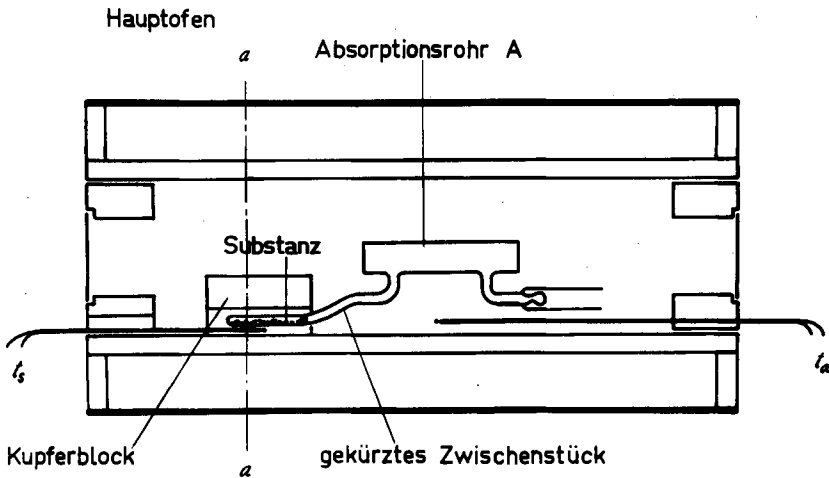 Hauptofen
a
Absorptionsrohr A
Substanz
t_s
t_a
Kupferblock
a
gekürztes Zwischenstück